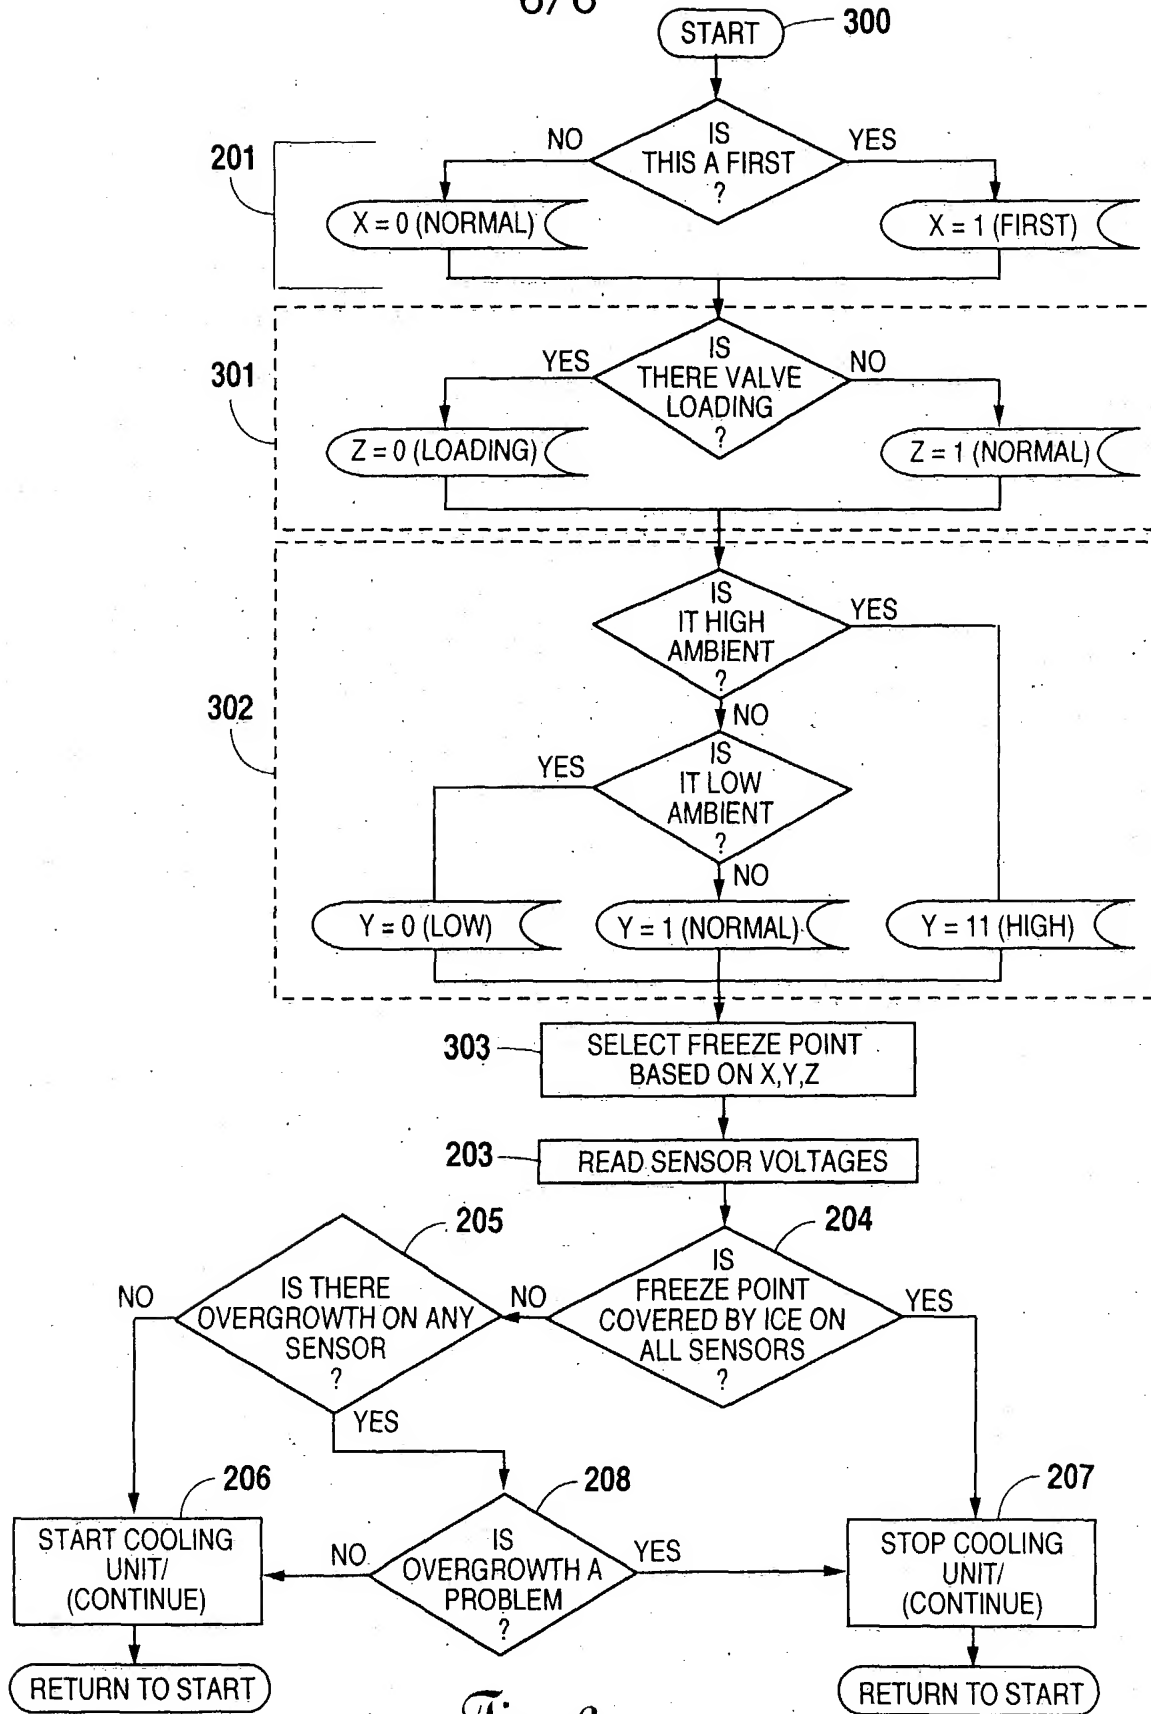 6/6
START
300
IS
THIS A FIRST
?
NO
YES
201
X = 0 (NORMAL)
X = 1 (FIRST)
IS
THERE VALVE
LOADING
?
YES
NO
301
Z = 0 (LOADING)
Z = 1 (NORMAL)
IS
IT HIGH
AMBIENT
?
YES
NO
302
IS
IT LOW
AMBIENT
?
YES
NO
Y = 0 (LOW)
Y = 1 (NORMAL)
Y = 11 (HIGH)
303
SELECT FREEZE POINT
BASED ON X,Y,Z
203
READ SENSOR VOLTAGES
205
204
IS THERE
OVERGROWTH ON ANY
SENSOR
?
NO
YES
IS
FREEZE POINT
COVERED BY ICE ON
ALL SENSORS
?
NO
YES
206
208
207
START COOLING
UNIT/
(CONTINUE)
IS
OVERGROWTH A
PROBLEM
?
NO
YES
STOP COOLING
UNIT/
(CONTINUE)
RETURN TO START
RETURN TO START